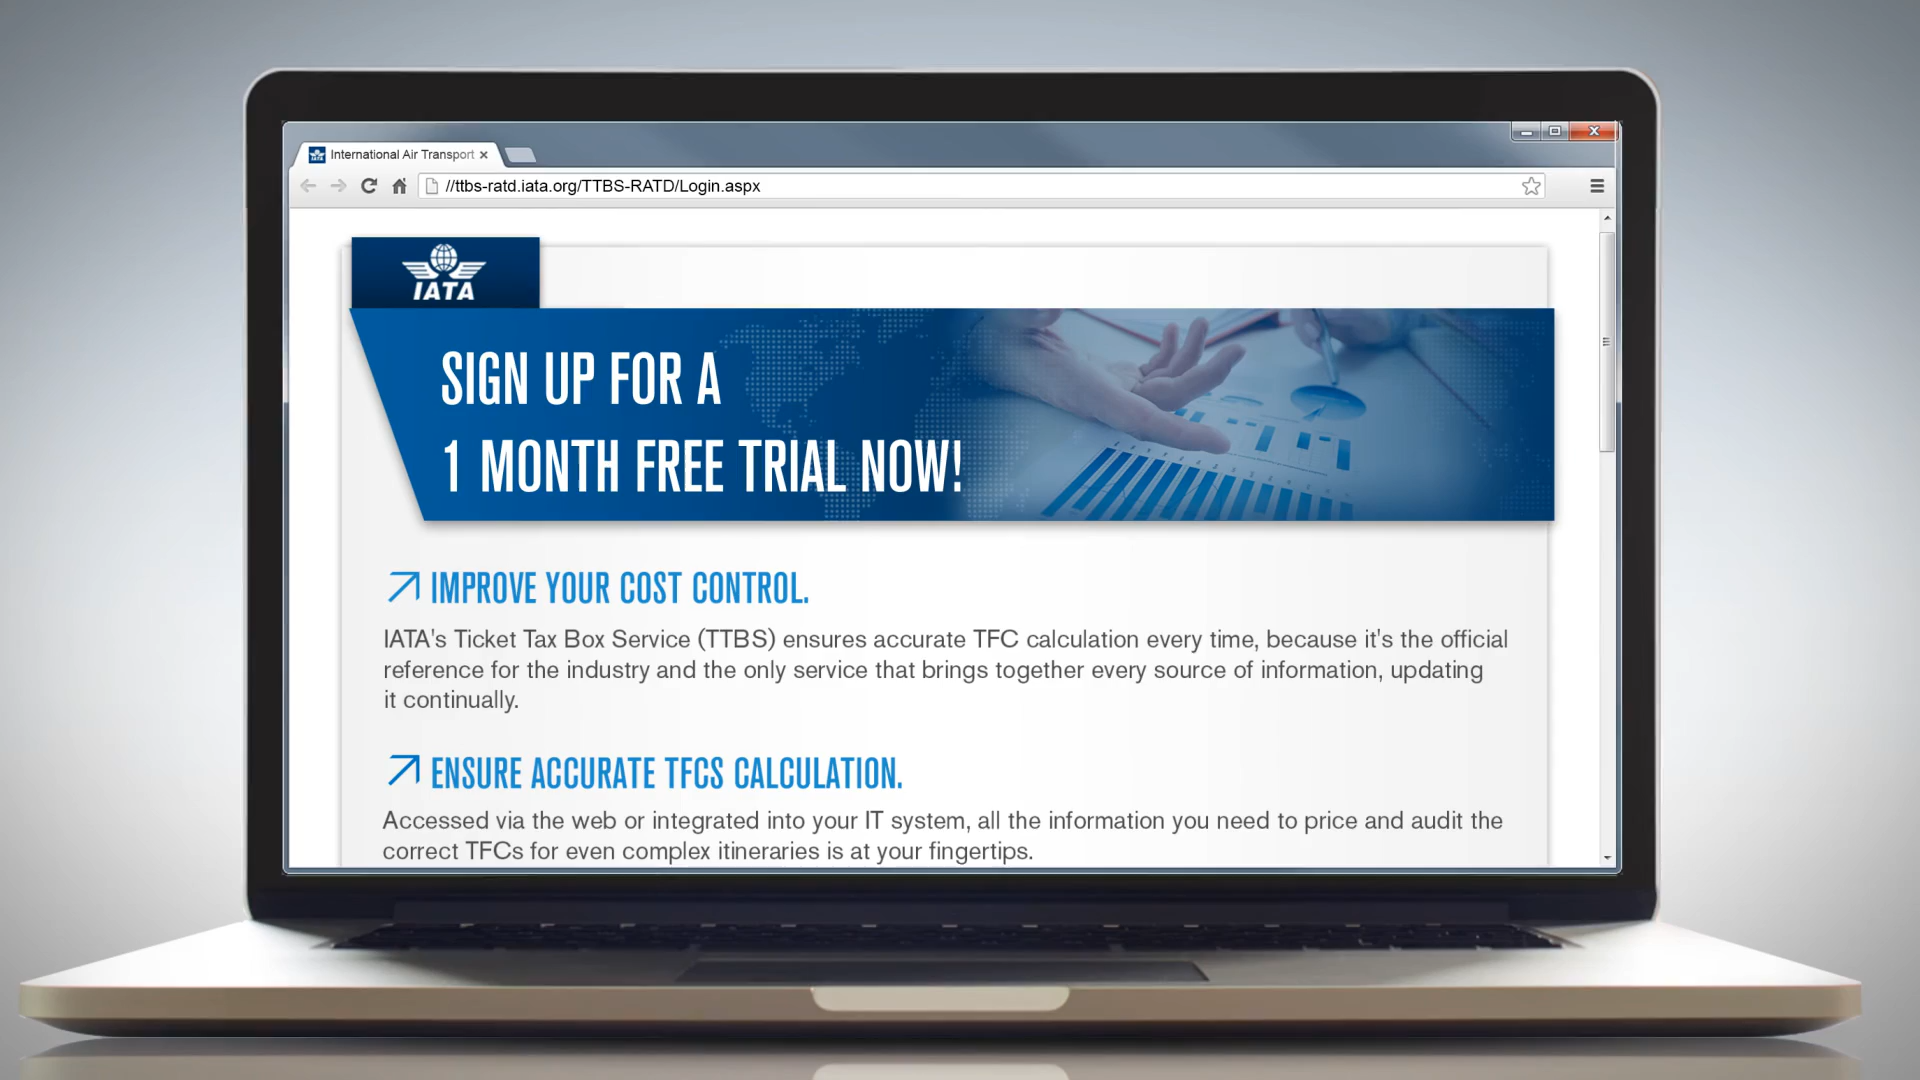 International Air Transport
//ttbs-ratd.iata.org/TTBS-RATD/Login.aspx
IATA
SIGN UP FOR A
1 MONTH FREE TRIAL NOW!
IMPROVE YOUR COST CONTROL.
IATA's Ticket Tax Box Service (TTBS) ensures accurate TFC calculation every time, because it's the official
reference for the industry and the only service that brings together every source of information, updating
it continually.
ENSURE ACCURATE TFCS CALCULATION.
Accessed via the web or integrated into your IT system, all the information you need to price and audit the
correct TFCs for even complex itineraries is at your fingertips.